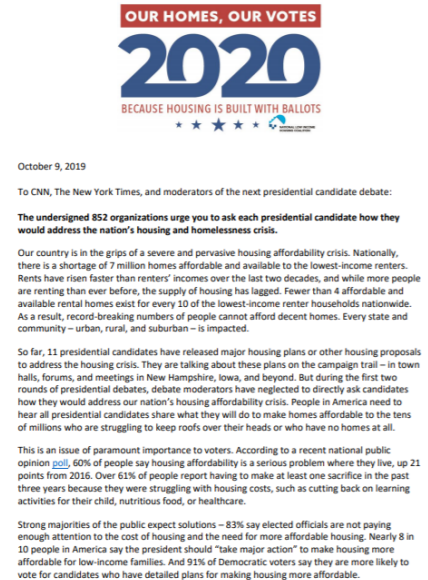 OUR HOMES, OUR VOTES
2020
BECAUSE HOUSING IS BUILT WITH BALLOTS
NATIONAL LOW INCOME
HOUSING COALITION
October 9, 2019
To CNN, The New York Times, and moderators of the next presidential candidate debate:
The undersigned 852 organizations urge you to ask each presidential candidate how they
would address the nation's housing and homelessness crisis.
Our country is in the grips of a severe and pervasive housing affordability crisis. Nationally,
there is a shortage of 7 million homes affordable and available to the lowest-income renters.
Rents have risen faster than renters' incomes over the last two decades, and while more people
are renting than ever before, the supply of housing has lagged. Fewer than 4 affordable and
available rental homes exist for every 10 of the lowest-income renter households nationwide.
As a result, record-breaking numbers of people cannot afford decent homes. Every state and
community – urban, rural, and suburban – is impacted.
So far, 11 presidential candidates have released major housing plans or other housing proposals
to address the housing crisis. They are talking about these plans on the campaign trail – in town
halls, forums, and meetings in New Hampshire, Iowa, and beyond. But during the first two
rounds of presidential debates, debate moderators have neglected to directly ask candidates
how they would address our nation's housing affordability crisis. People in America need to
hear all presidential candidates share what they will do to make homes affordable to the tens
of millions who are struggling to keep roofs over their heads or who have no homes at all.
This is an issue of paramount importance to voters. According to a recent national public
opinion poll, 60% of people say housing affordability is a serious problem where they live, up 21
points from 2016. Over 61% of people report having to make at least one sacrifice in the past
three years because they were struggling with housing costs, such as cutting back on learning
activities for their child, nutritious food, or healthcare.
Strong majorities of the public expect solutions – 83% say elected officials are not paying
enough attention to the cost of housing and the need for more affordable housing. Nearly 8 in
10 people in America say the president should "take major action" to make housing more
affordable for low-income families. And 91% of Democratic voters say they are more likely to
vote for candidates who have detailed plans for making housing more affordable.